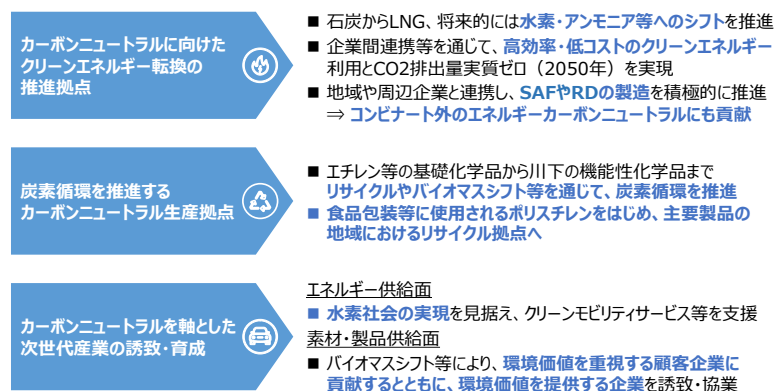 カーボンニュートラルに向けた
クリーンエネルギー転換の
推進拠点
■ 石炭からLNG、将来的には水素・アンモニア等へのシフトを推進
■ 企業間連携等を通じて、高効率・低コストのクリーンエネルギー
利用とCO2排出量実質ゼロ（2050年）を実現
■ 地域や周辺企業と連携し、SAFやRDの製造を積極的に推進
⇒ コンビナート外のエネルギーカーボンニュートラルにも貢献
炭素循環を推進する
カーボンニュートラル生産拠点
■ エチレン等の基礎化学品から川下の機能性化学品まで
リサイクルやバイオマスシフト等を通じて、炭素循環を推進
■ 食品包装等に使用されるポリスチレンをはじめ、主要製品の
地域におけるリサイクル拠点へ
カーボンニュートラルを軸とした
次世代産業の誘致・育成
エネルギー供給面
■ 水素社会の実現を見据え、クリーンモビリティサービス等を支援
素材・製品供給面
■ バイオマスシフト等により、環境価値を重視する顧客企業に
貢献するとともに、環境価値を提供する企業を誘致・協業